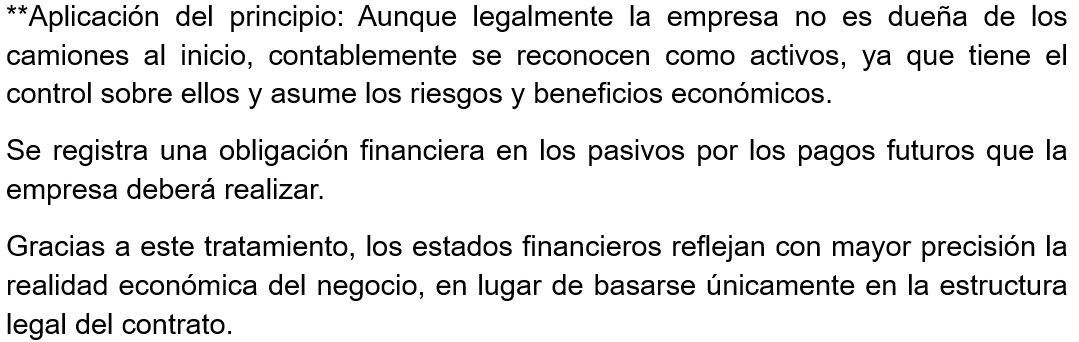 **Aplicación del principio: Aunque legalmente la empresa no es dueña de los
camiones al inicio, contablemente se reconocen como activos, ya que tiene el
control sobre ellos y asume los riesgos y beneficios económicos.
Se registra una obligación financiera en los pasivos por los pagos futuros que la
empresa deberá realizar.
Gracias a este tratamiento, los estados financieros reflejan con mayor precisión la
realidad económica del negocio, en lugar de basarse únicamente en la estructura
legal del contrato.